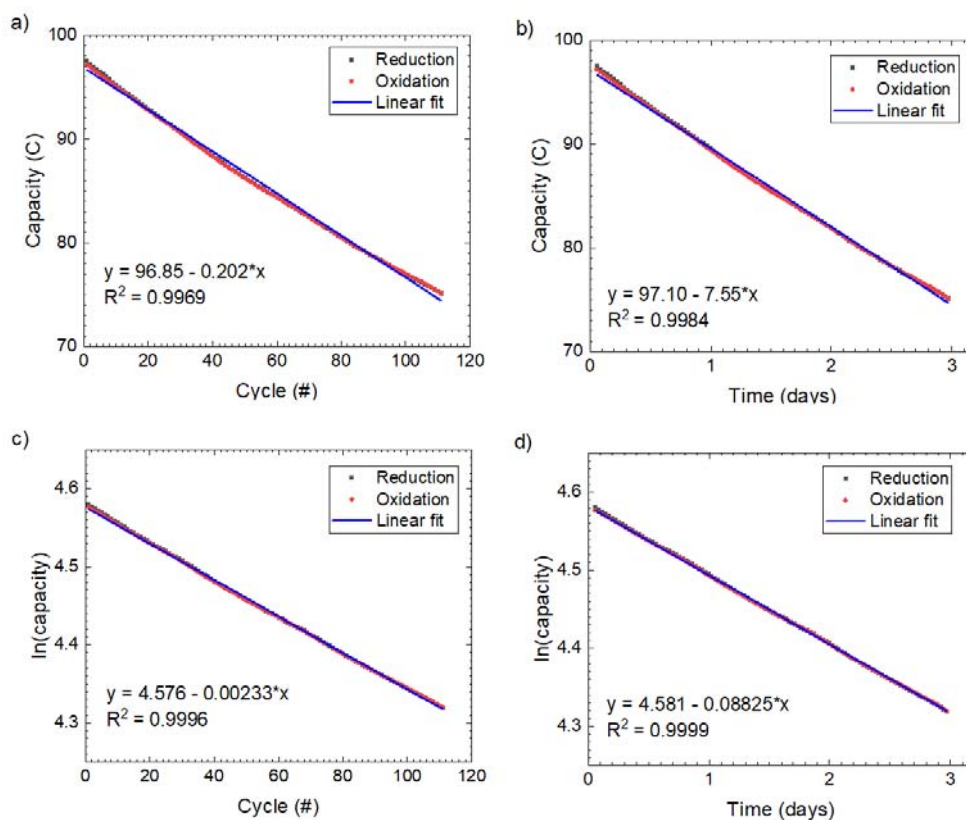 a)
100
90
80
70
Capacity (C)
Reduction
Oxidation
Linear fit
y = 96.85 - 0.202*x
R² = 0.9969
0 20 40 60 80 100 120
Cycle (#)
b)
100
90
80
70
Capacity (C)
Reduction
Oxidation
Linear fit
y = 97.10 - 7.55*x
R² = 0.9984
0 1 2 3
Time (days)
c)
4.6
4.5
4.4
4.3
ln(capacity)
Reduction
Oxidation
Linear fit
y = 4.576 - 0.00233*x
R² = 0.9996
0 20 40 60 80 100 120
Cycle (#)
d)
4.6
4.5
4.4
4.3
ln(capacity)
Reduction
Oxidation
Linear fit
y = 4.581 - 0.08825*x
R² = 0.9999
0 1 2 3
Time (days)